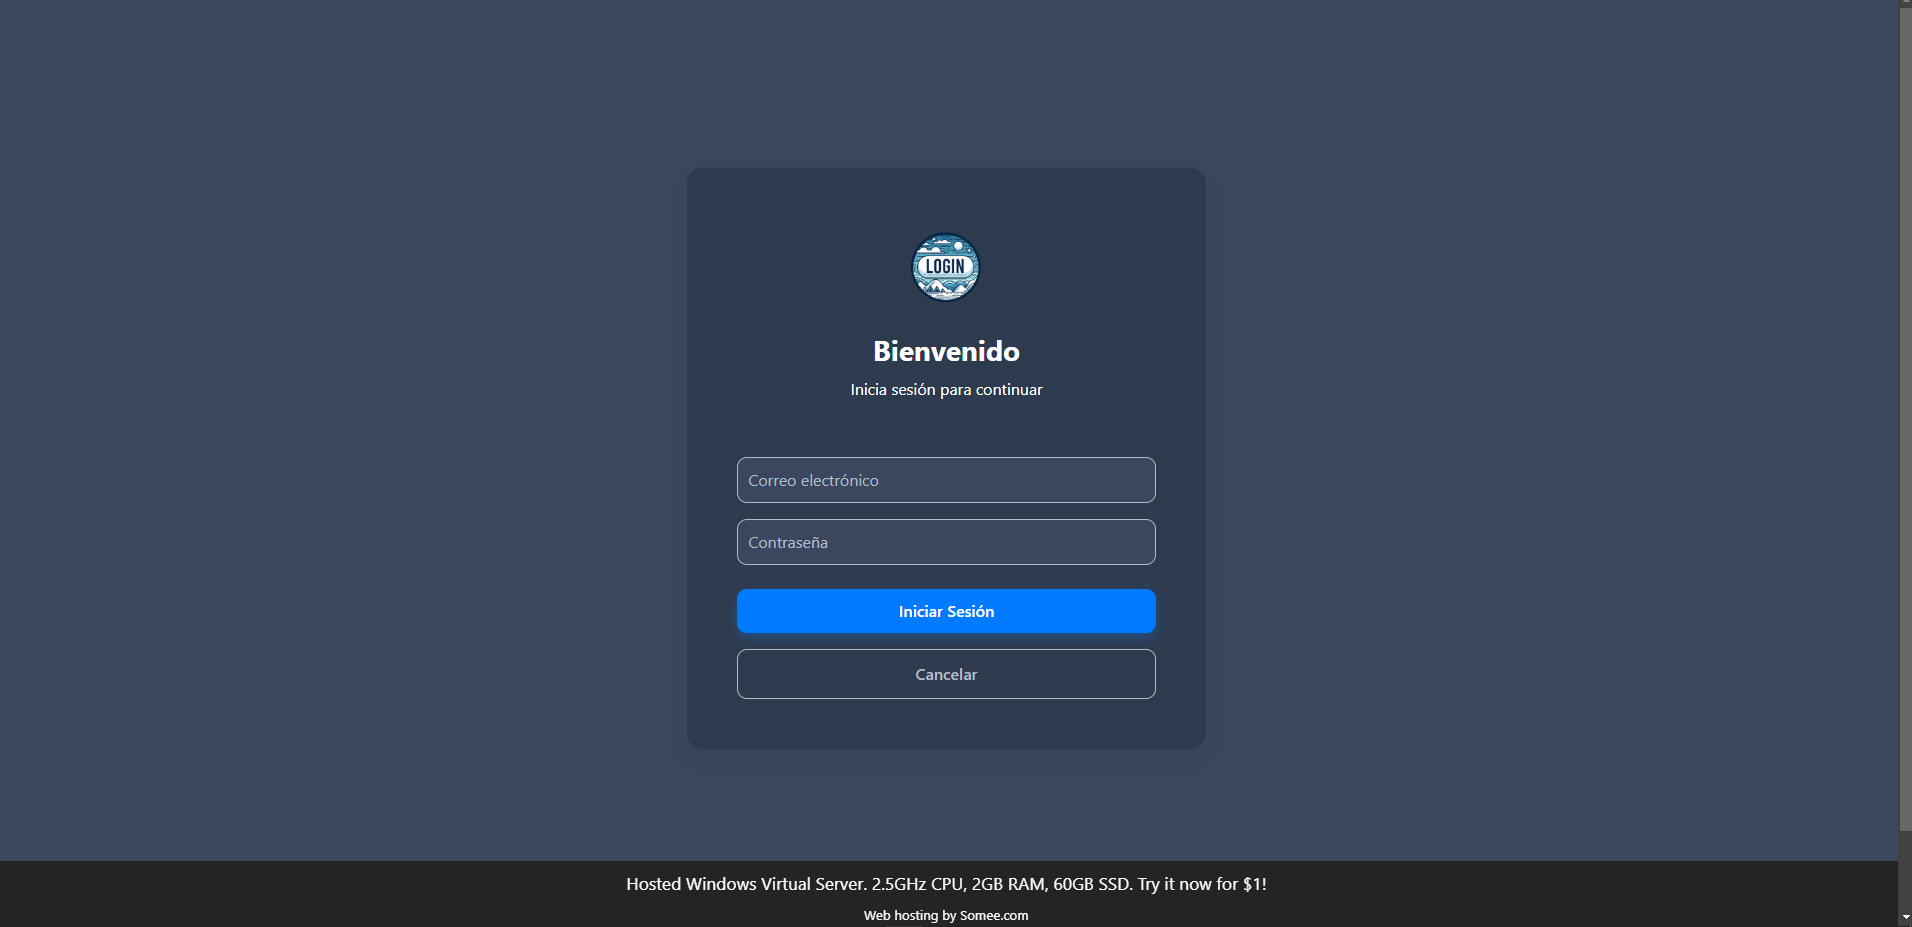 LOGIN
Bienvenido
Inicia sesión para continuar
Correo electrónico
Contraseña
Iniciar Sesión
Cancelar
Hosted Windows Virtual Server. 2.5GHz CPU, 2GB RAM, 60GB SSD. Try it now for $1!
Web hosting by Somee.com